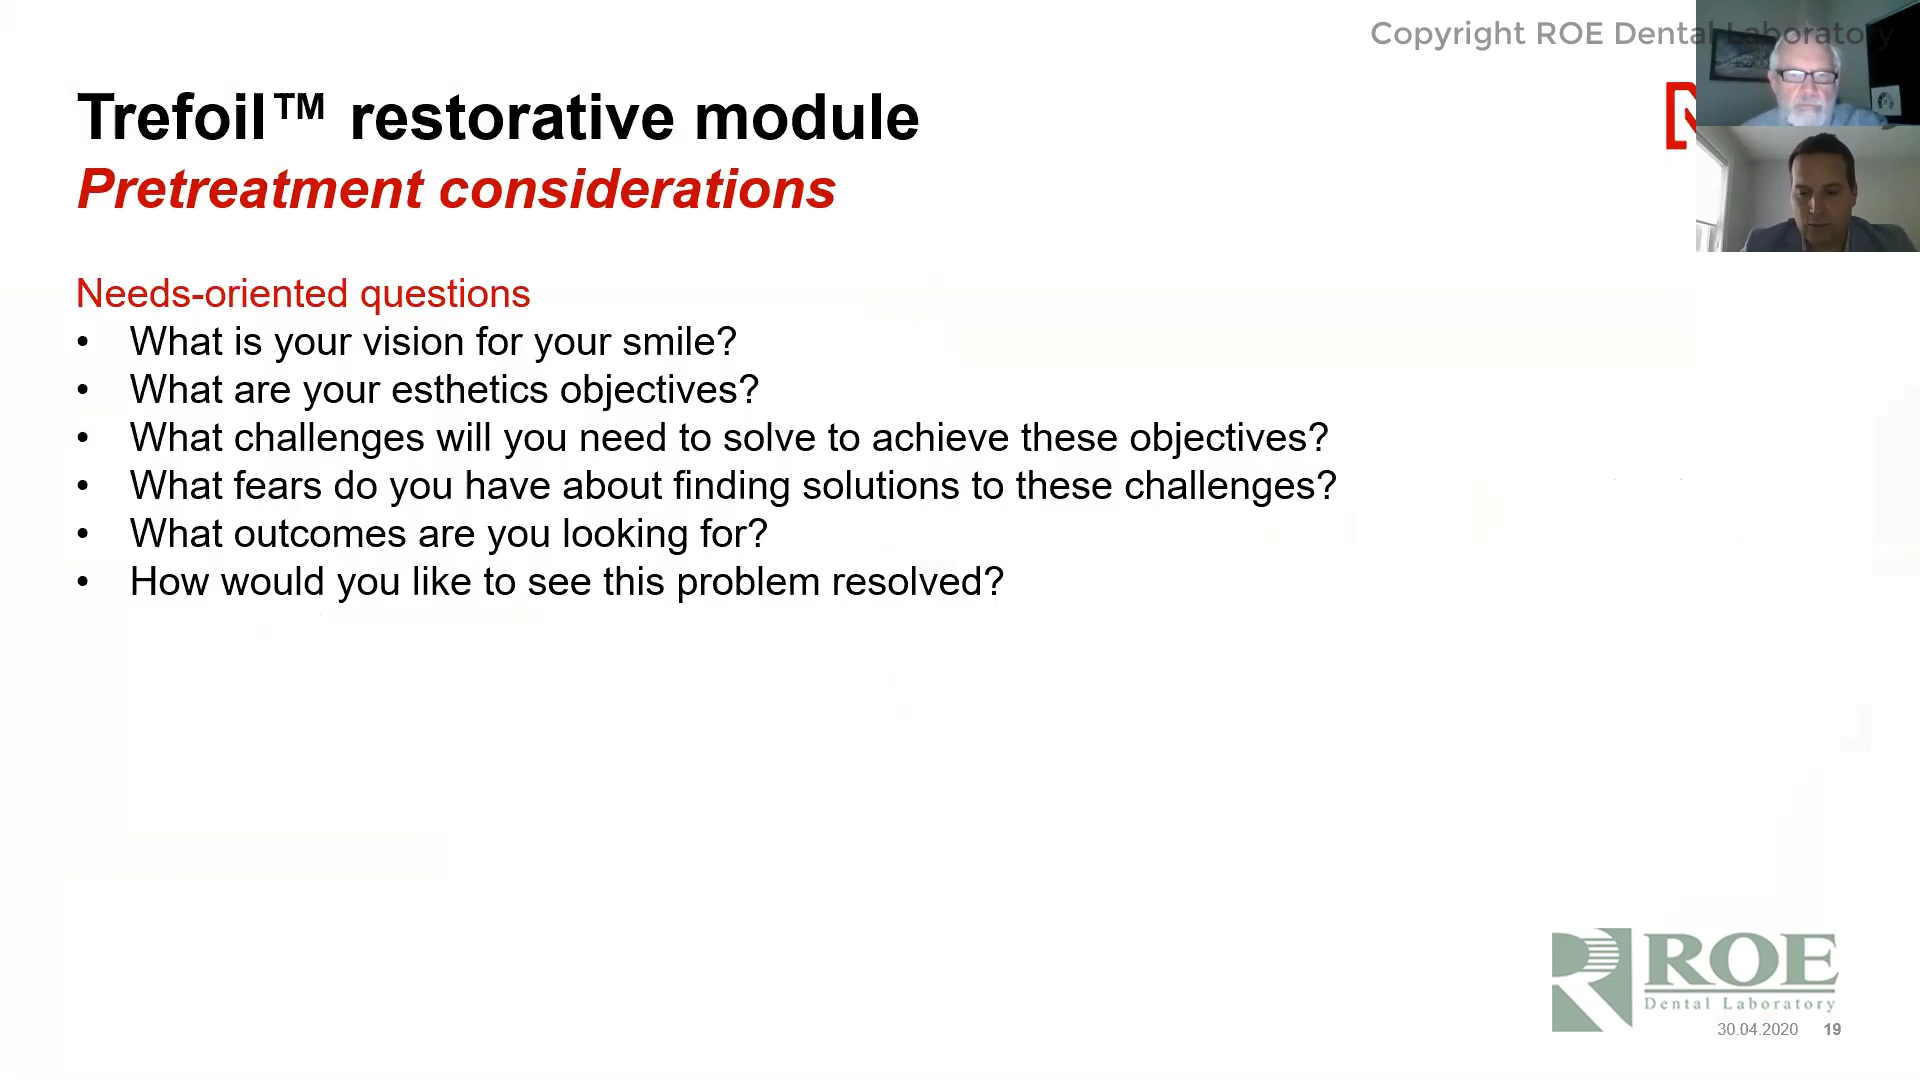 Copyright ROE Dental Laboratory
Trefoil™ restorative module
Pretreatment considerations
Needs-oriented questions
• What is your vision for your smile?
• What are your esthetics objectives?
• What challenges will you need to solve to achieve these objectives?
• What fears do you have about finding solutions to these challenges?
• What outcomes are you looking for?
• How would you like to see this problem resolved?
ROE
Dental Laboratory
30.04.2020 19